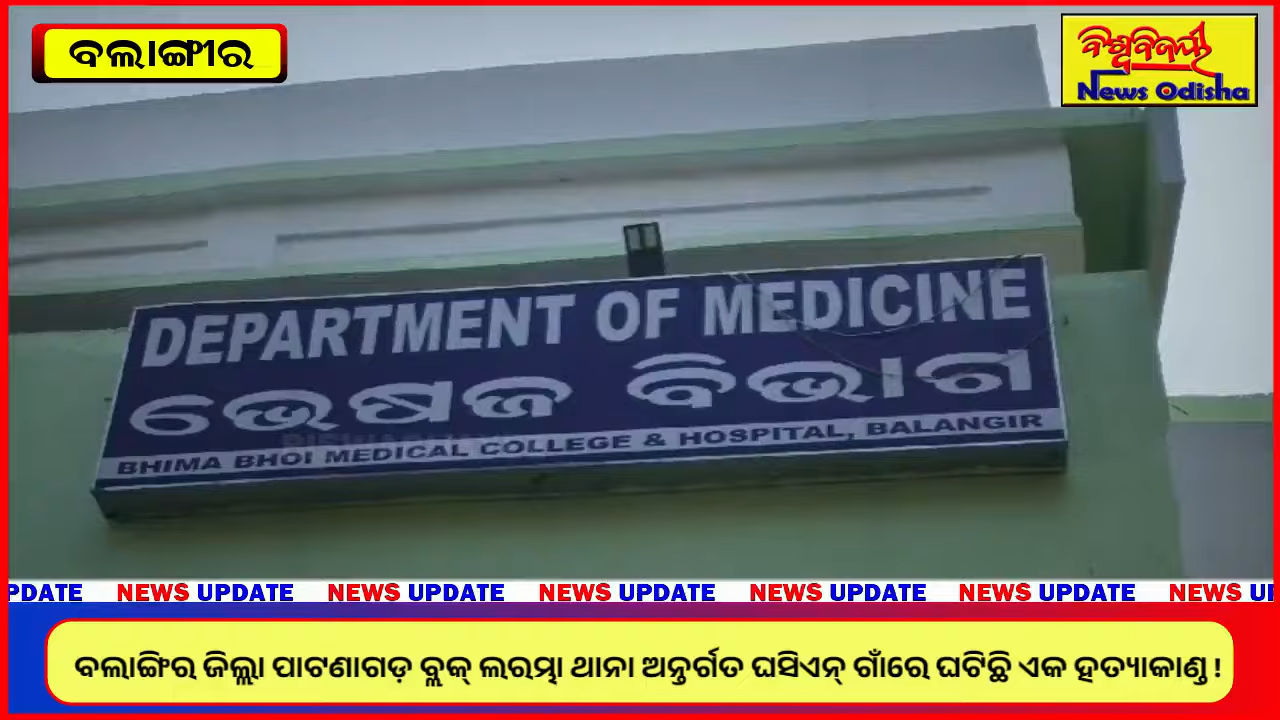 ବଲାଙ୍ଗୀର
ବିଶ୍ୱବିଜୟୀ
News Odisha
DEPARTMENT OF MEDICINE
ଭେଷଜ ବିଭାଗ
BHIMA BHOI MEDICAL COLLEGE & HOSPITAL, BALANGIR
PDATE NEWS UPDATE NEWS UPDATE NEWS UPDATE NEWS UPDATE NEWS UPDATE NEWS U
ବଲାଙ୍ଗିର ଜିଲ୍ଲା ପାଟଣାଗଡ଼ ବ୍ଲକ୍ ଲରମ୍ଭା ଥାନା ଅନ୍ତର୍ଗତ ଘସିଏନ୍ ଗାଁରେ ଘଟିଛି ଏକ ହତ୍ୟାକାଣ୍ଡ !